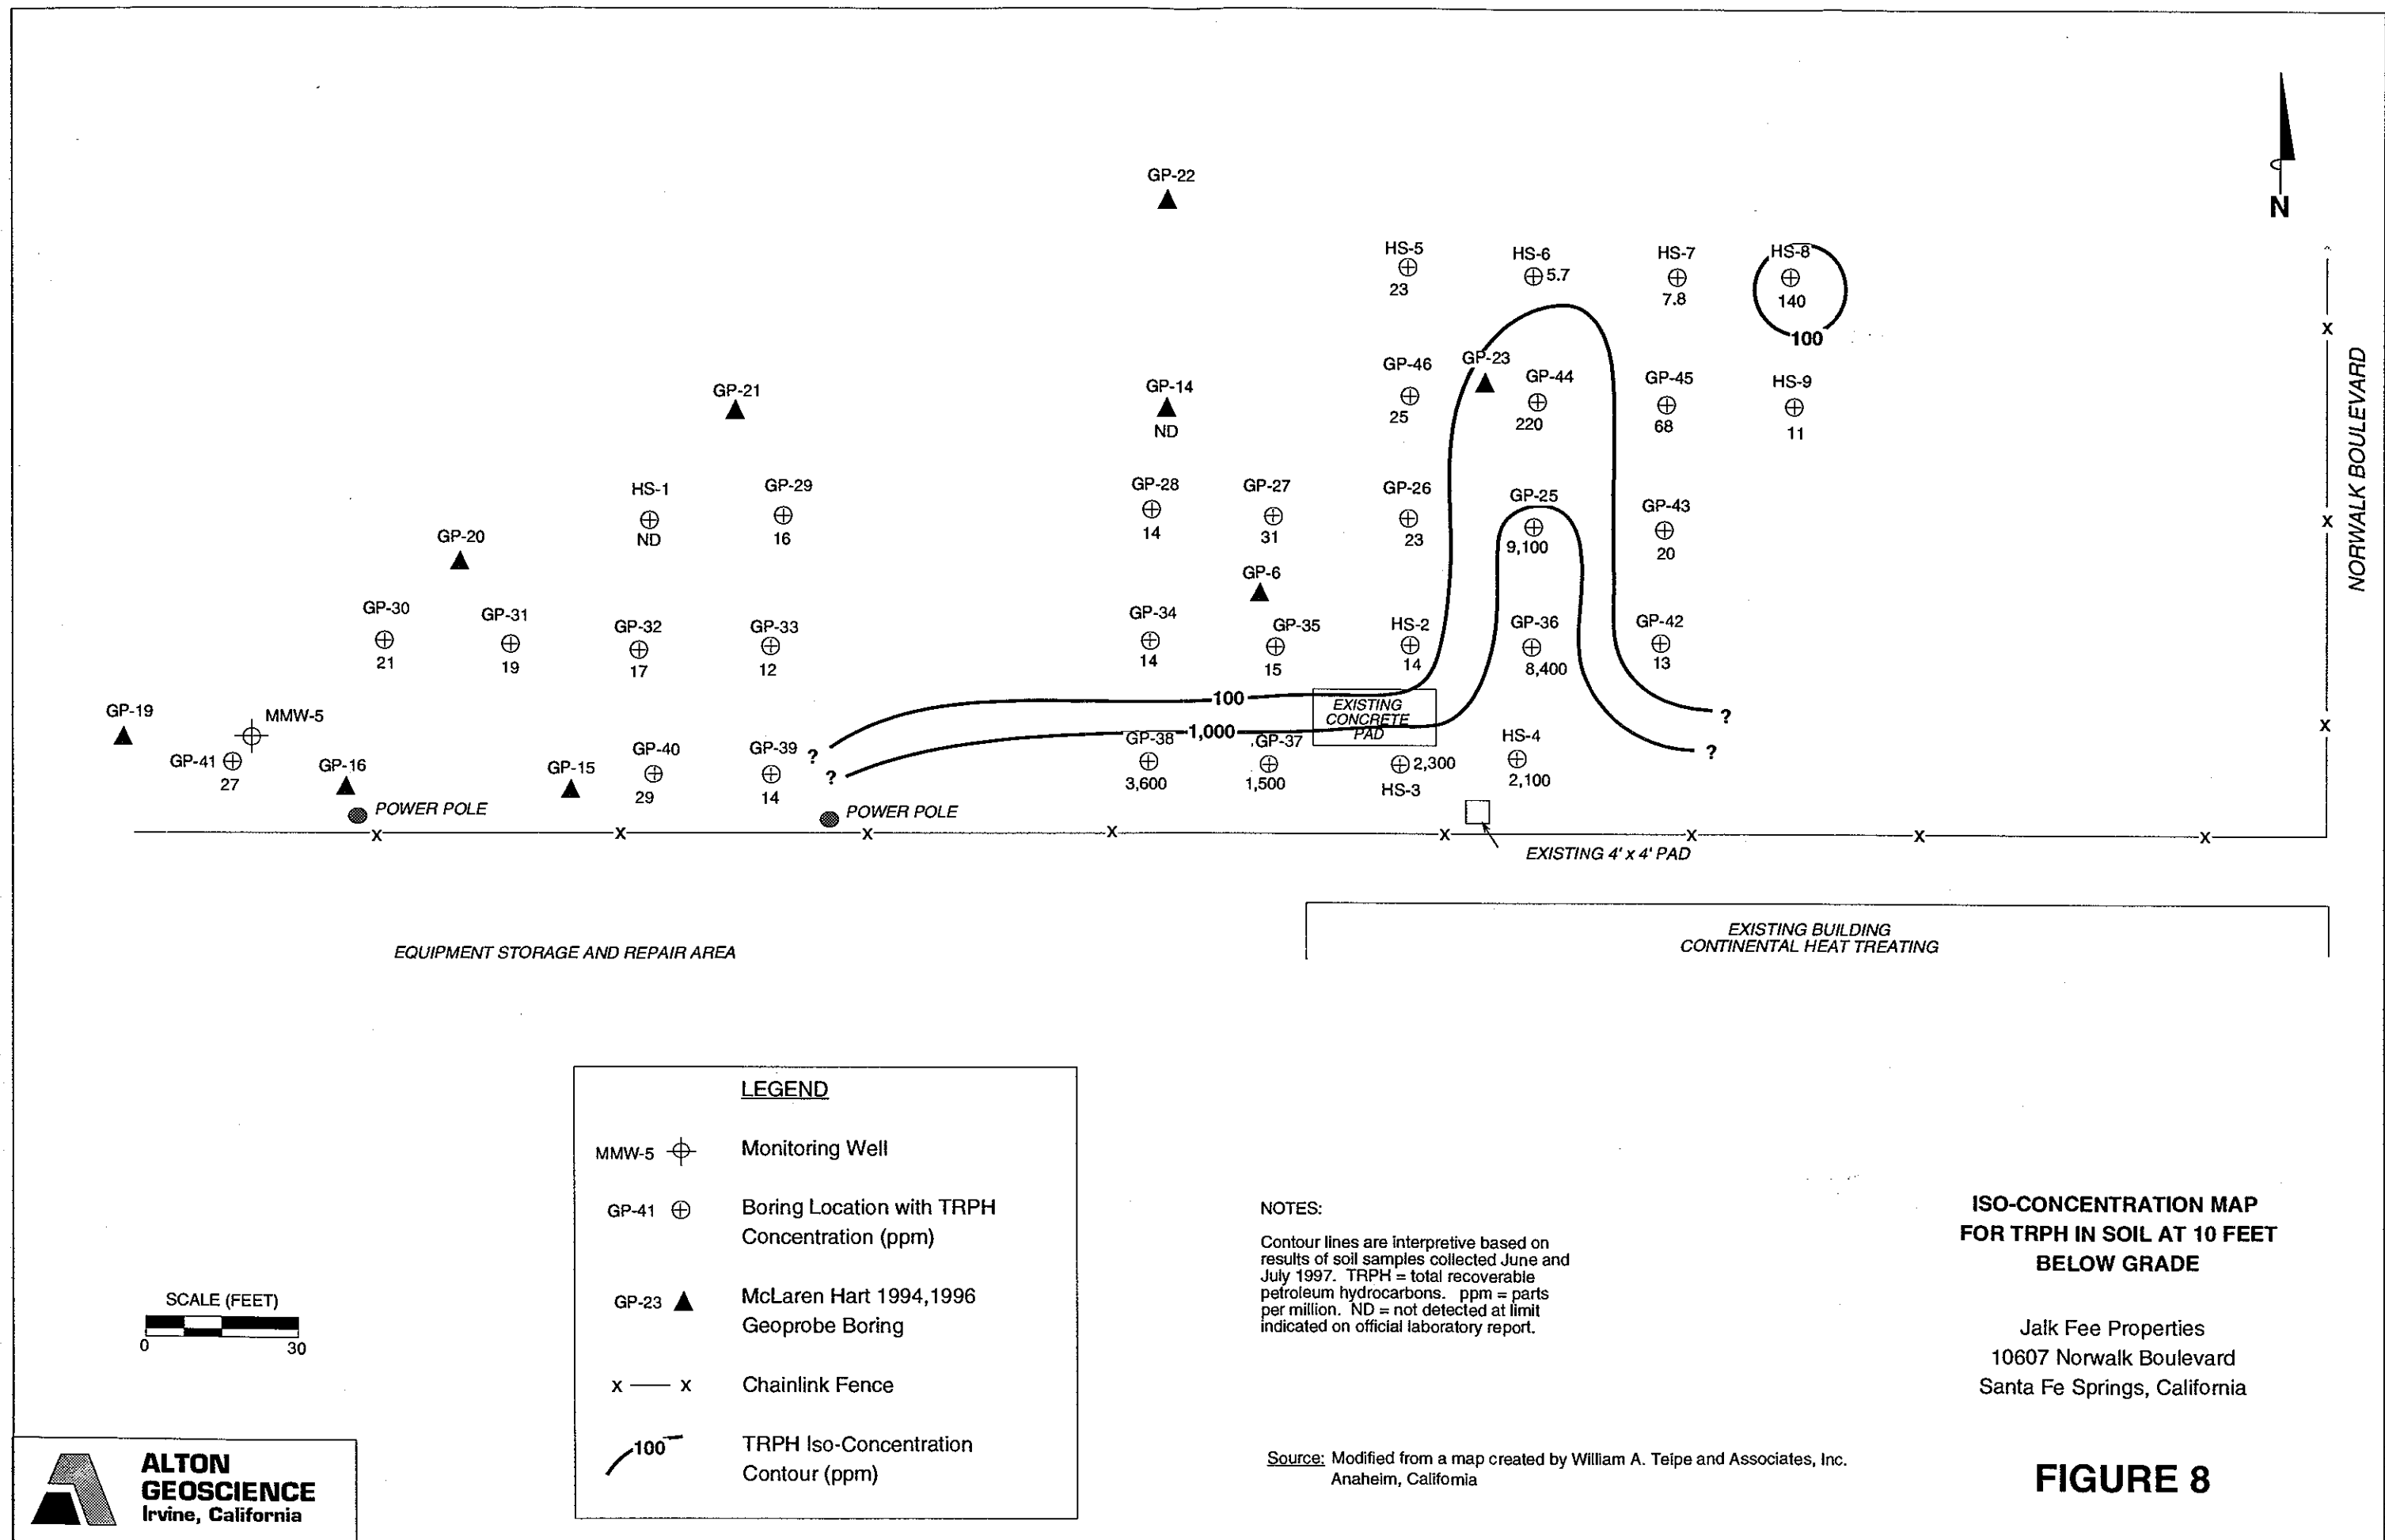 GP-22
N
HS-5
23
HS-6
5.7
HS-7
7.8
HS-8
140
100
NORWALK BOULEVARD
GP-21
GP-14
ND
GP-46
25
GP-23
GP-44
220
GP-45
68
HS-9
11
HS-1
ND
GP-29
16
GP-28
14
GP-27
31
GP-26
23
GP-25
9,100
GP-43
20
GP-20
GP-6
GP-30
21
GP-31
19
GP-32
17
GP-33
12
GP-34
14
GP-35
15
HS-2
14
GP-36
8,400
GP-42
13
100
EXISTING
CONCRETE
PAD
1,000
?
?
?
?
GP-19
MMW-5
GP-41
27
GP-16
GP-15
GP-40
29
GP-39
14
GP-38
3,600
GP-37
1,500
2,300
HS-3
HS-4
2,100
POWER POLE
POWER POLE
x x x x x x x x
x
x
x
EXISTING 4' x 4' PAD
EQUIPMENT STORAGE AND REPAIR AREA
EXISTING BUILDING
CONTINENTAL HEAT TREATING
LEGEND
MMW-5 Monitoring Well
GP-41 Boring Location with TRPH
Concentration (ppm)
GP-23 McLaren Hart 1994,1996
Geoprobe Boring
x — x Chainlink Fence
100 TRPH Iso-Concentration
Contour (ppm)
SCALE (FEET)
0 30
NOTES:
Contour lines are interpretive based on
results of soil samples collected June and
July 1997. TRPH = total recoverable
petroleum hydrocarbons. ppm = parts
per million. ND = not detected at limit
indicated on official laboratory report.
Source: Modified from a map created by William A. Teipe and Associates, Inc.
Anaheim, California
ISO-CONCENTRATION MAP
FOR TRPH IN SOIL AT 10 FEET
BELOW GRADE
Jalk Fee Properties
10607 Norwalk Boulevard
Santa Fe Springs, California
FIGURE 8
ALTON
GEOSCIENCE
Irvine, California